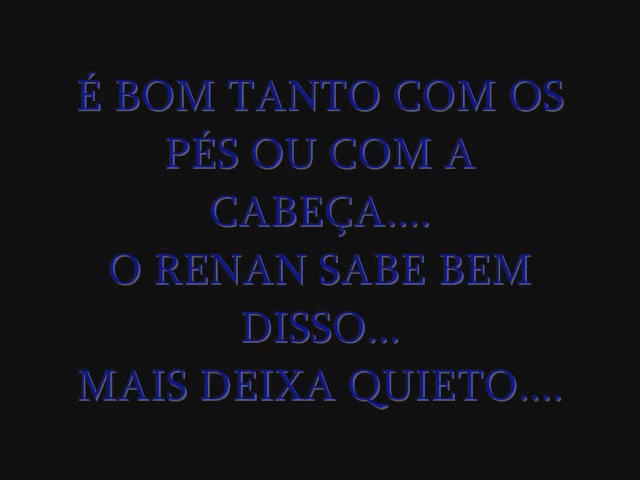 É BOM TANTO COM OS
PÉS OU COM A
CABEÇA....
O RENAN SABE BEM
DISSO...
MAIS DEIXA QUIETO....